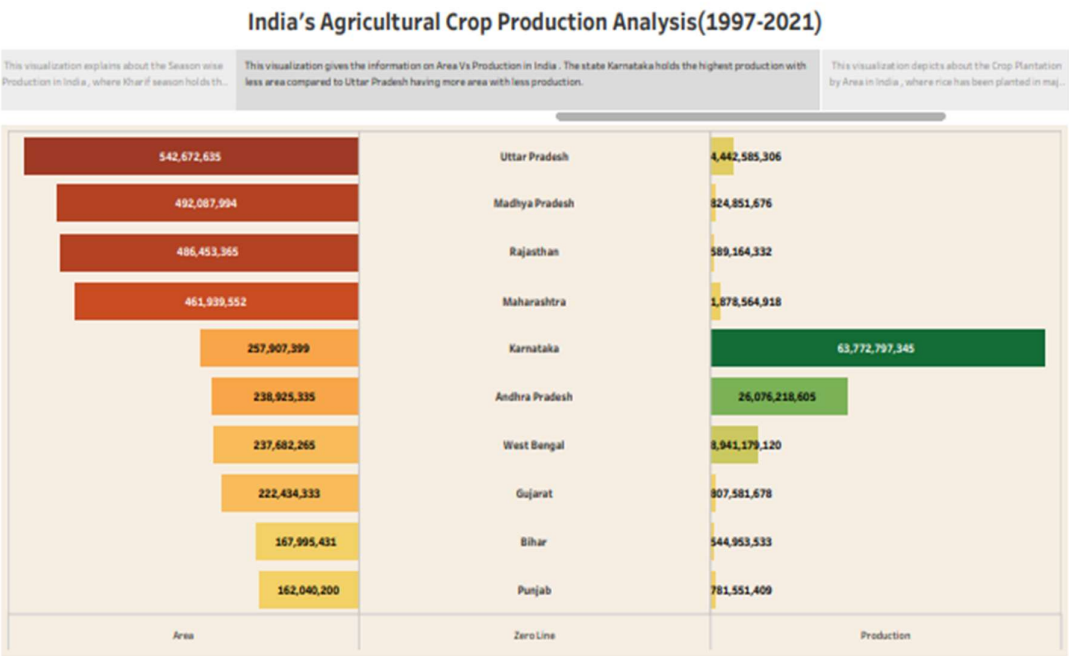 India's Agricultural Crop Production Analysis(1997-2021)
This visualization explains about the Season wise
Production in India , where Kharif season holds th...
This visualization gives the information on Area Vs Production in India . The state Karnataka holds the highest production with
less area compared to Uttar Pradesh having more area with less production.
This visualization depicts about the Crop Plantation
by Area in India , where rice has been planted in maj...
542,672,635 Uttar Pradesh 4,442,585,306
492,087,994 Madhya Pradesh 824,851,676
486,453,365 Rajasthan 589,164,332
461,939,552 Maharashtra 1,878,564,918
257,907,399 Karnataka 63,772,797,345
238,925,335 Andhra Pradesh 26,076,218,605
237,682,265 West Bengal 8,941,179,120
222,434,333 Gujarat 807,581,678
167,995,431 Bihar 544,953,533
162,040,200 Punjab 781,551,409
Area Zero Line Production